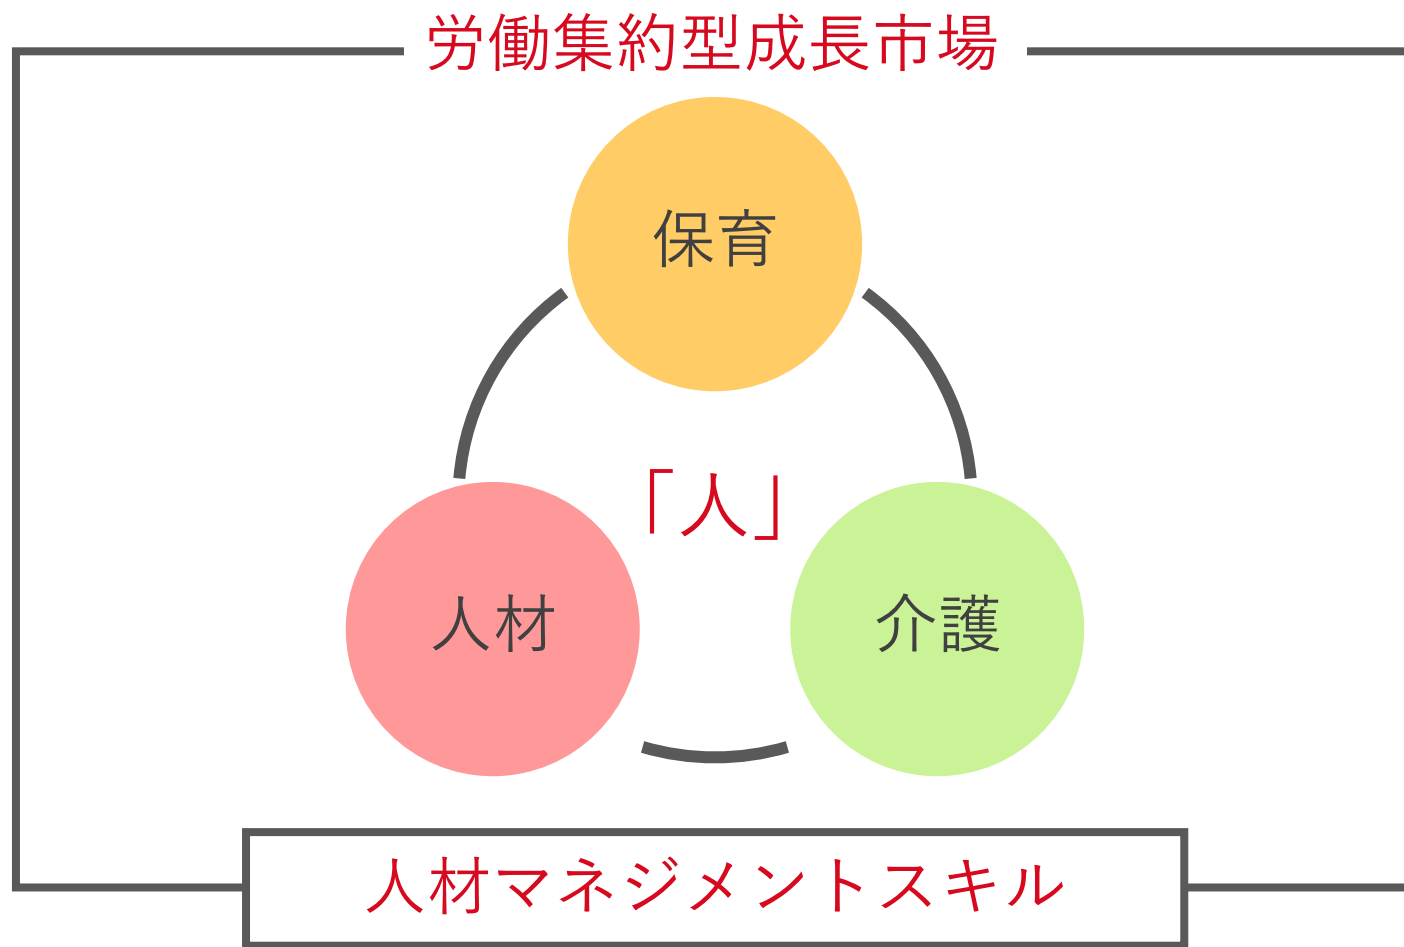 労働集約型成長市場
保育
「人」
人材
介護
人材マネジメントスキル